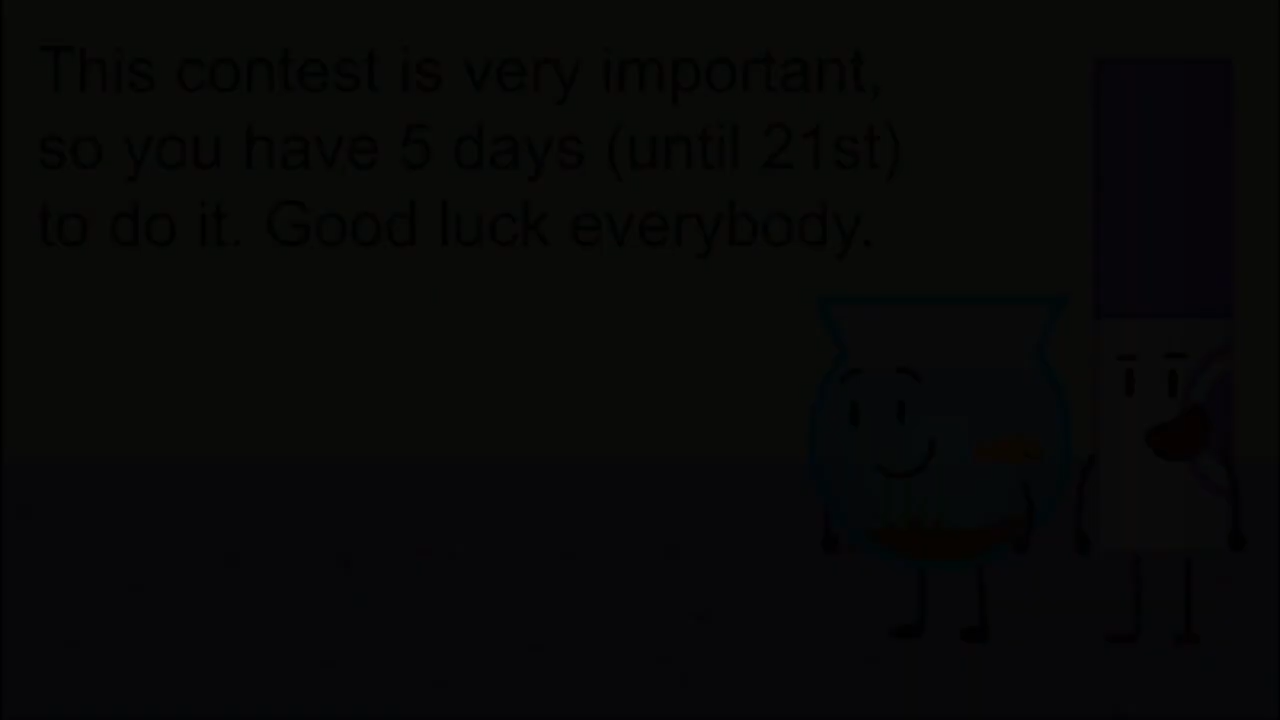 This contest is very important,
so you have 5 days (until 21st)
to do it. Good luck everybody.